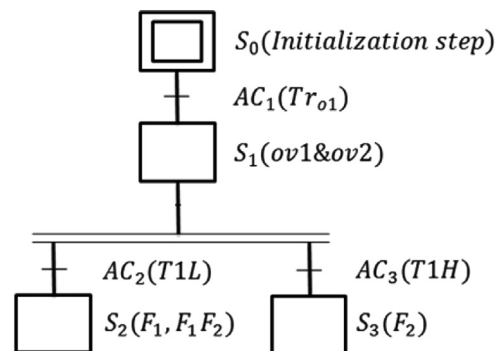 S₀(Initialization step)
AC₁(Trₒ₁)
S₁(ov1&ov2)
AC₂(T1L) AC₃(T1H)
S₂(F₁, F₁F₂) S₃(F₂)